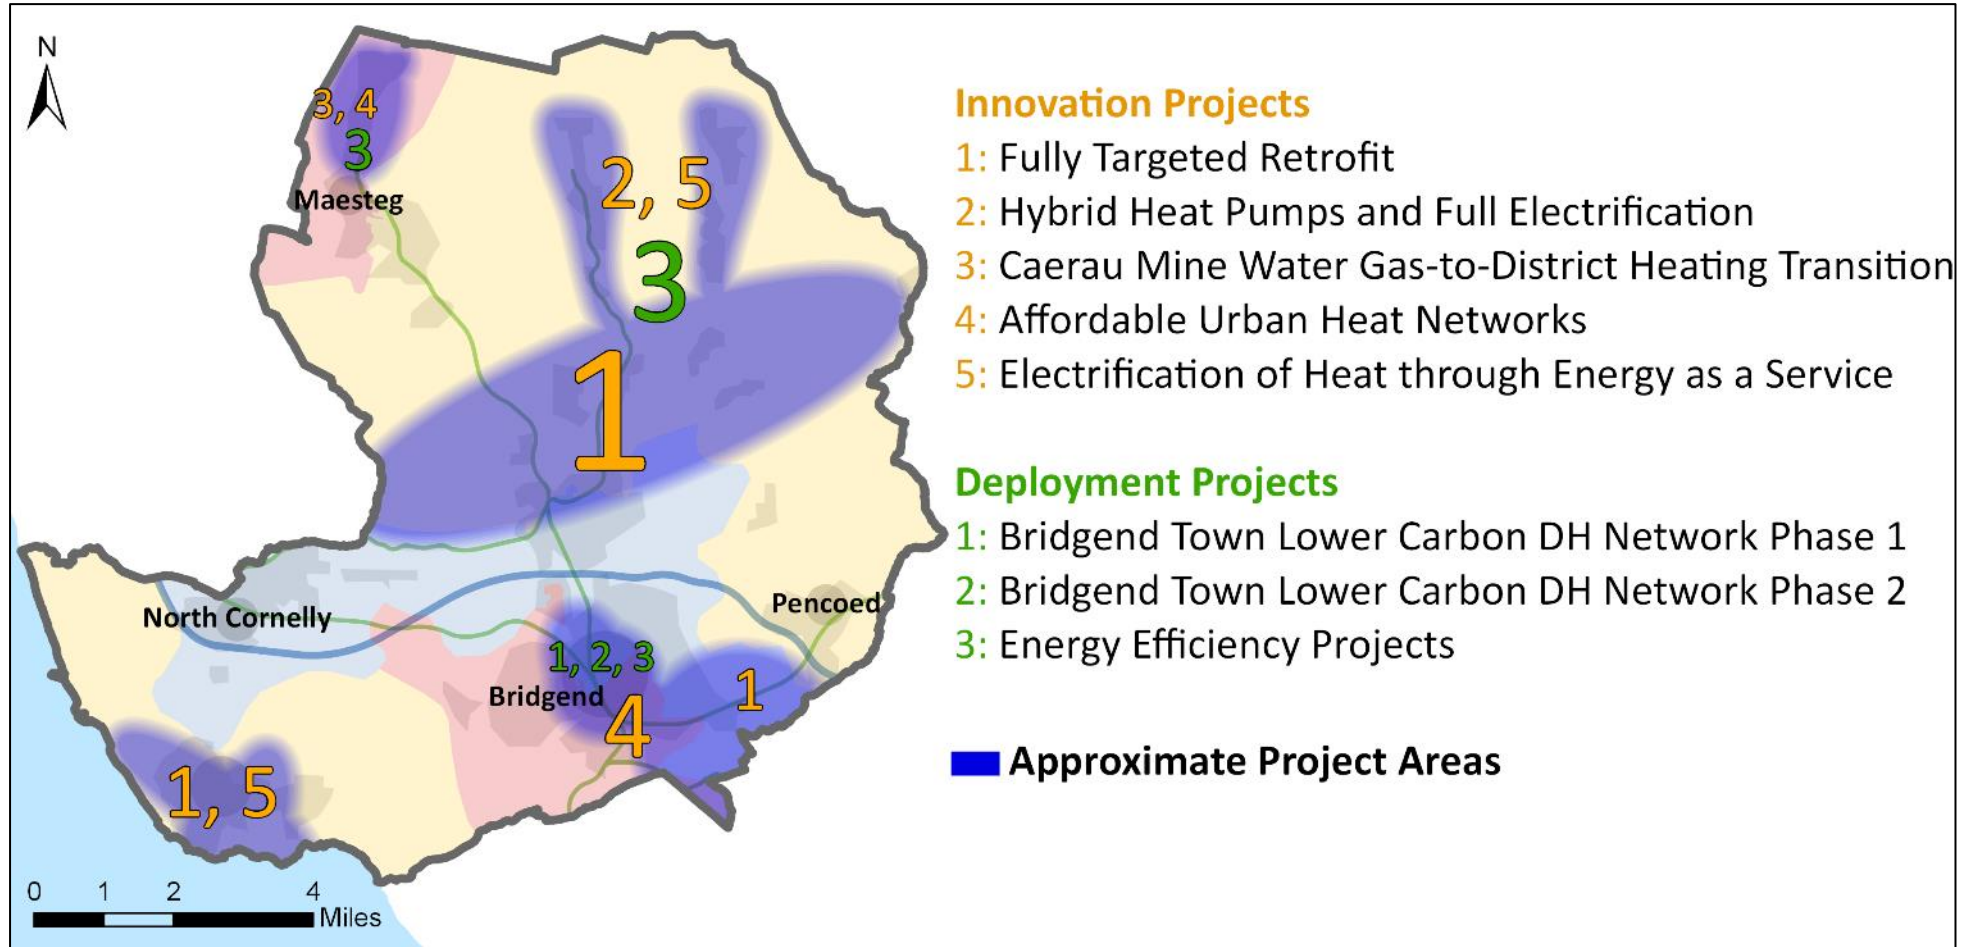 N
3, 4
3
Maesteg
2, 5
3
1
North Cornelly
Pencoed
1, 2, 3
Bridgend
4
1
1, 5
0 1 2 4
Miles
Innovation Projects
1: Fully Targeted Retrofit
2: Hybrid Heat Pumps and Full Electrification
3: Caerau Mine Water Gas-to-District Heating Transition
4: Affordable Urban Heat Networks
5: Electrification of Heat through Energy as a Service
Deployment Projects
1: Bridgend Town Lower Carbon DH Network Phase 1
2: Bridgend Town Lower Carbon DH Network Phase 2
3: Energy Efficiency Projects
Approximate Project Areas